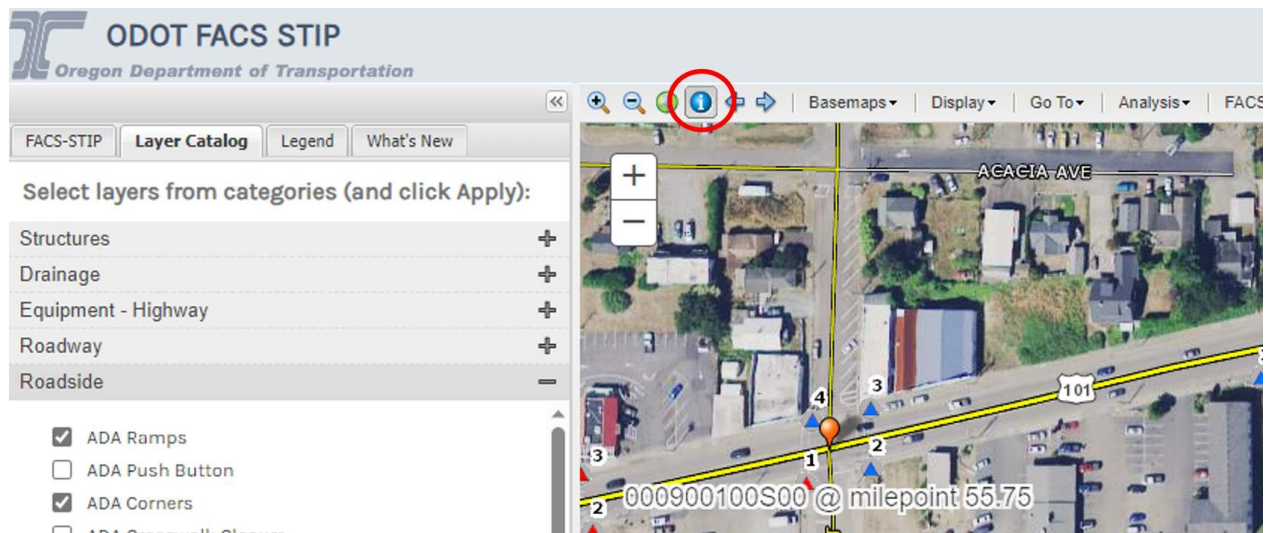 ODOT FACS STIP
Oregon Department of Transportation
Basemaps
Display
Go To
Analysis
FACS
FACS-STIP
Layer Catalog
Legend
What's New
Select layers from categories (and click Apply):
Structures
Drainage
Equipment - Highway
Roadway
Roadside
ADA Ramps
ADA Push Button
ADA Corners
ACACIA AVE
101
4
3
1
2
3
2
000900100S00 @ milepoint 55.75